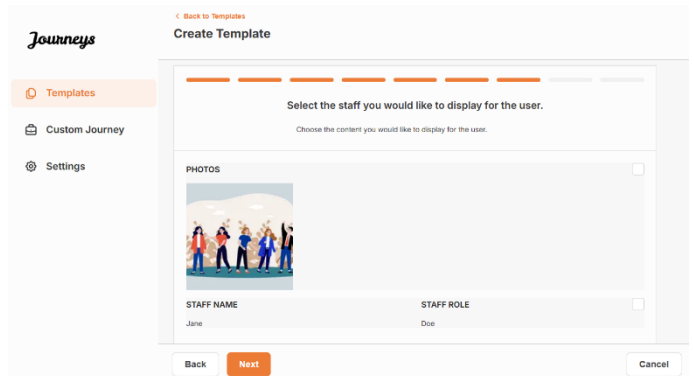 Journeys
Back to Templates
Create Template
Templates
Custom Journey
Settings
Select the staff you would like to display for the user.
Choose the content you would like to display for the user.
PHOTOS
STAFF NAME STAFF ROLE
Jane Doe
Back Next Cancel